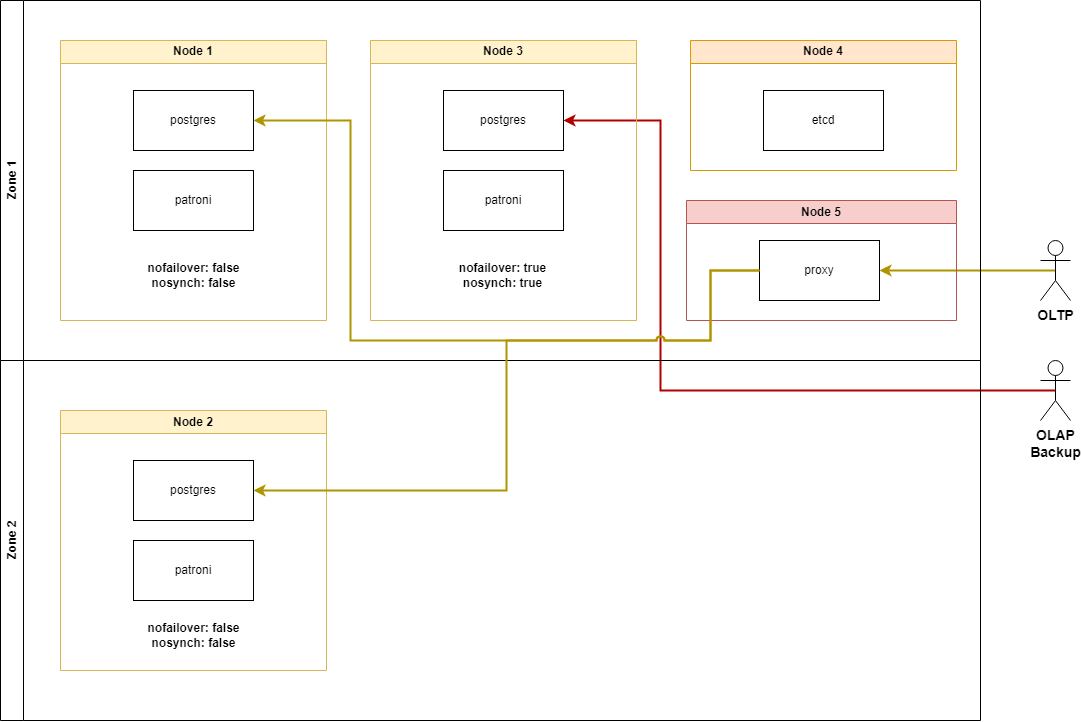 Zone 1
Node 1
postgres
patroni
nofailover: false
nosynch: false
Node 3
postgres
patroni
nofailover: true
nosynch: true
Node 4
etcd
Node 5
proxy
OLTP
OLAP
Backup
Zone 2
Node 2
postgres
patroni
nofailover: false
nosynch: false